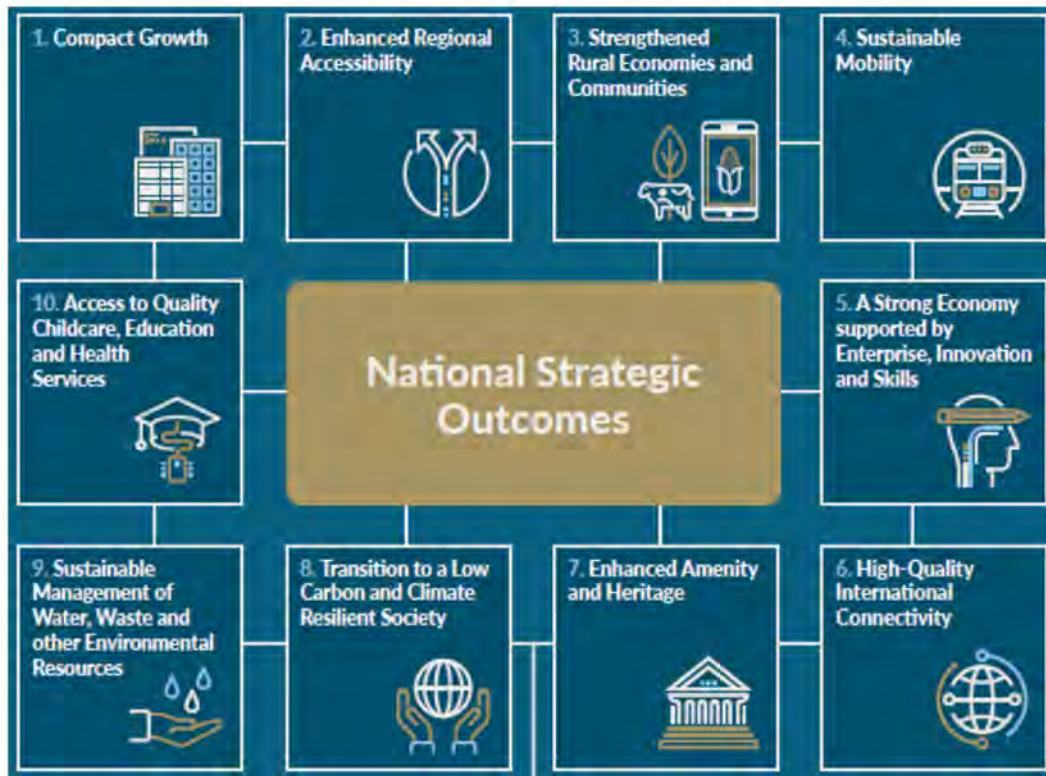 1. Compact Growth
2. Enhanced Regional
Accessibility
3. Strengthened
Rural Economies and
Communities
4. Sustainable
Mobility
10. Access to Quality
Childcare, Education
and Health
Services
National Strategic
Outcomes
5. A Strong Economy
supported by
Enterprise, Innovation
and Skills
9. Sustainable
Management of
Water, Waste and
other Environmental
Resources
8. Transition to a Low
Carbon and Climate
Resilient Society
7. Enhanced Amenity
and Heritage
6. High-Quality
International
Connectivity